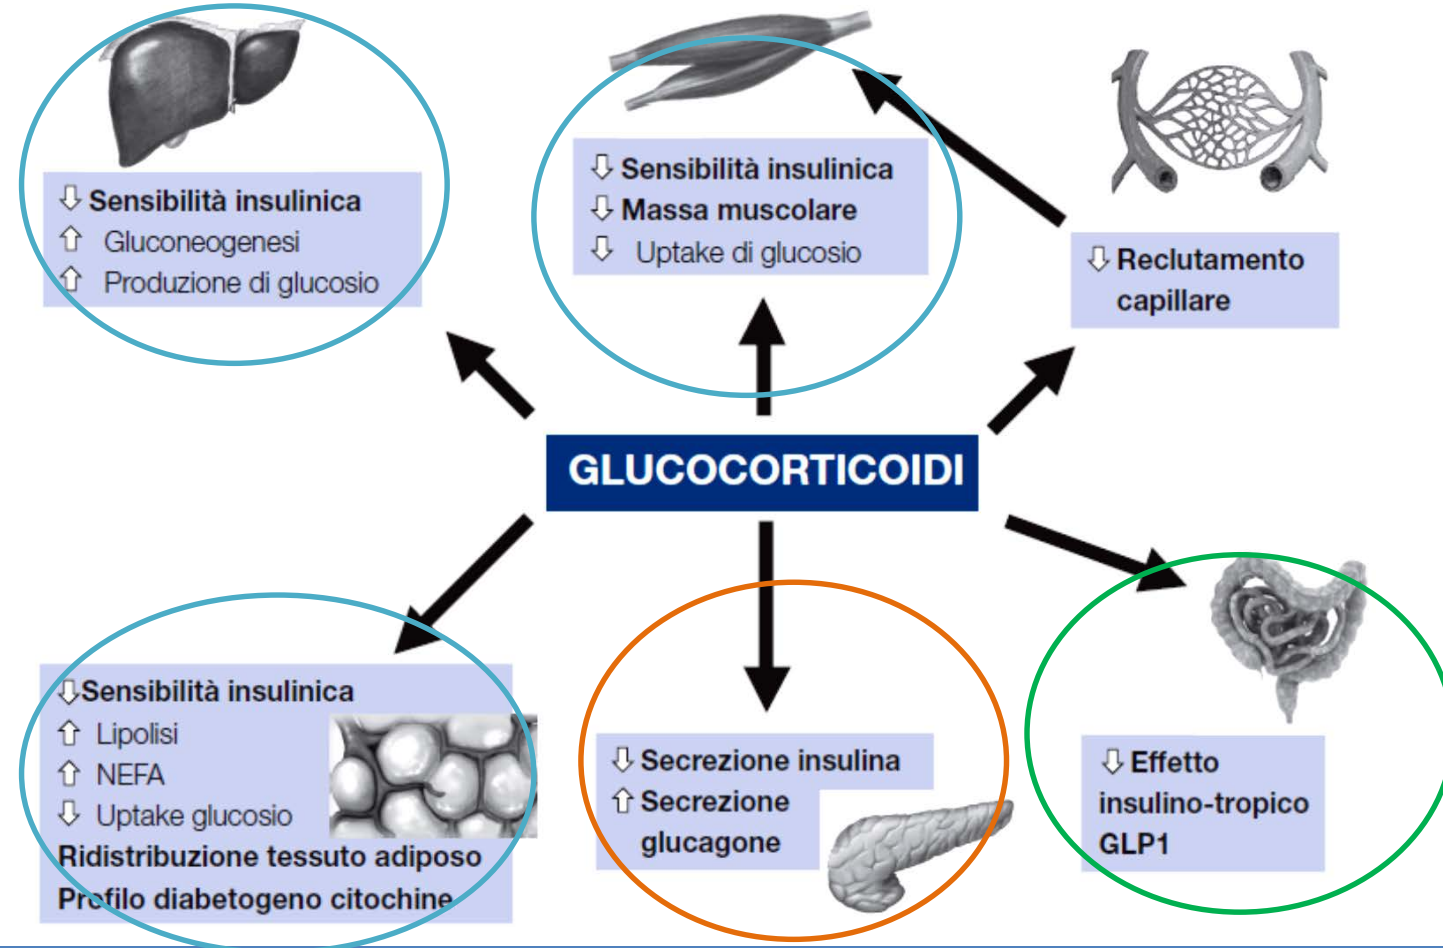 ⇩ Sensibilità insulinica
⇧ Gluconeogenesi
⇧ Produzione di glucosio
⇩ Sensibilità insulinica
⇩ Massa muscolare
⇩ Uptake di glucosio
⇩ Reclutamento
capillare
GLUCOCORTICOIDI
⇩ Sensibilità insulinica
⇧ Lipolisi
⇧ NEFA
⇩ Uptake glucosio
Ridistribuzione tessuto adiposo
Profilo diabetogeno citochine
⇩ Secrezione insulina
⇧ Secrezione
glucagone
⇩ Effetto
insulino-tropico
GLP1